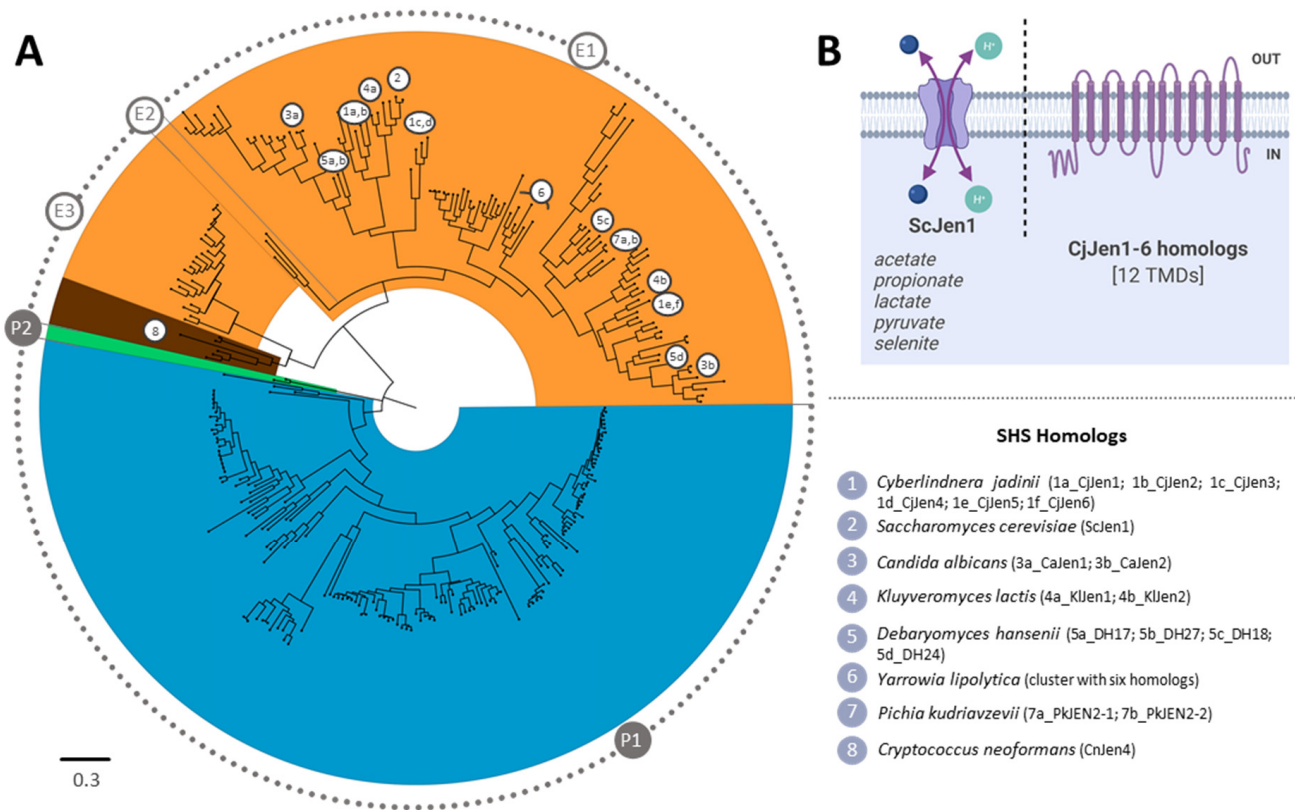 A
E1
E2
E3
P2
P1
2
4a
3a
1a,b
1c,d
5a,b
6
5c
7a,b
4b
1e,f
5d
3b
8
0.3
B
H+
OUT
IN
H+
ScJen1
acetate
propionate
lactate
pyruvate
selenite
CjJen1-6 homologs
[12 TMDs]
SHS Homologs
1 Cyberlindnera jadinii (1a_CjJen1; 1b_CjJen2; 1c_CjJen3;
1d_CjJen4; 1e_CjJen5; 1f_CjJen6)
2 Saccharomyces cerevisiae (ScJen1)
3 Candida albicans (3a_CaJen1; 3b_CaJen2)
4 Kluyveromyces lactis (4a_KlJen1; 4b_KlJen2)
5 Debaryomyces hansenii (5a_DH17; 5b_DH27; 5c_DH18;
5d_DH24)
6 Yarrowia lipolytica (cluster with six homologs)
7 Pichia kudriavzevii (7a_PkJEN2-1; 7b_PkJEN2-2)
8 Cryptococcus neoformans (CnJen4)